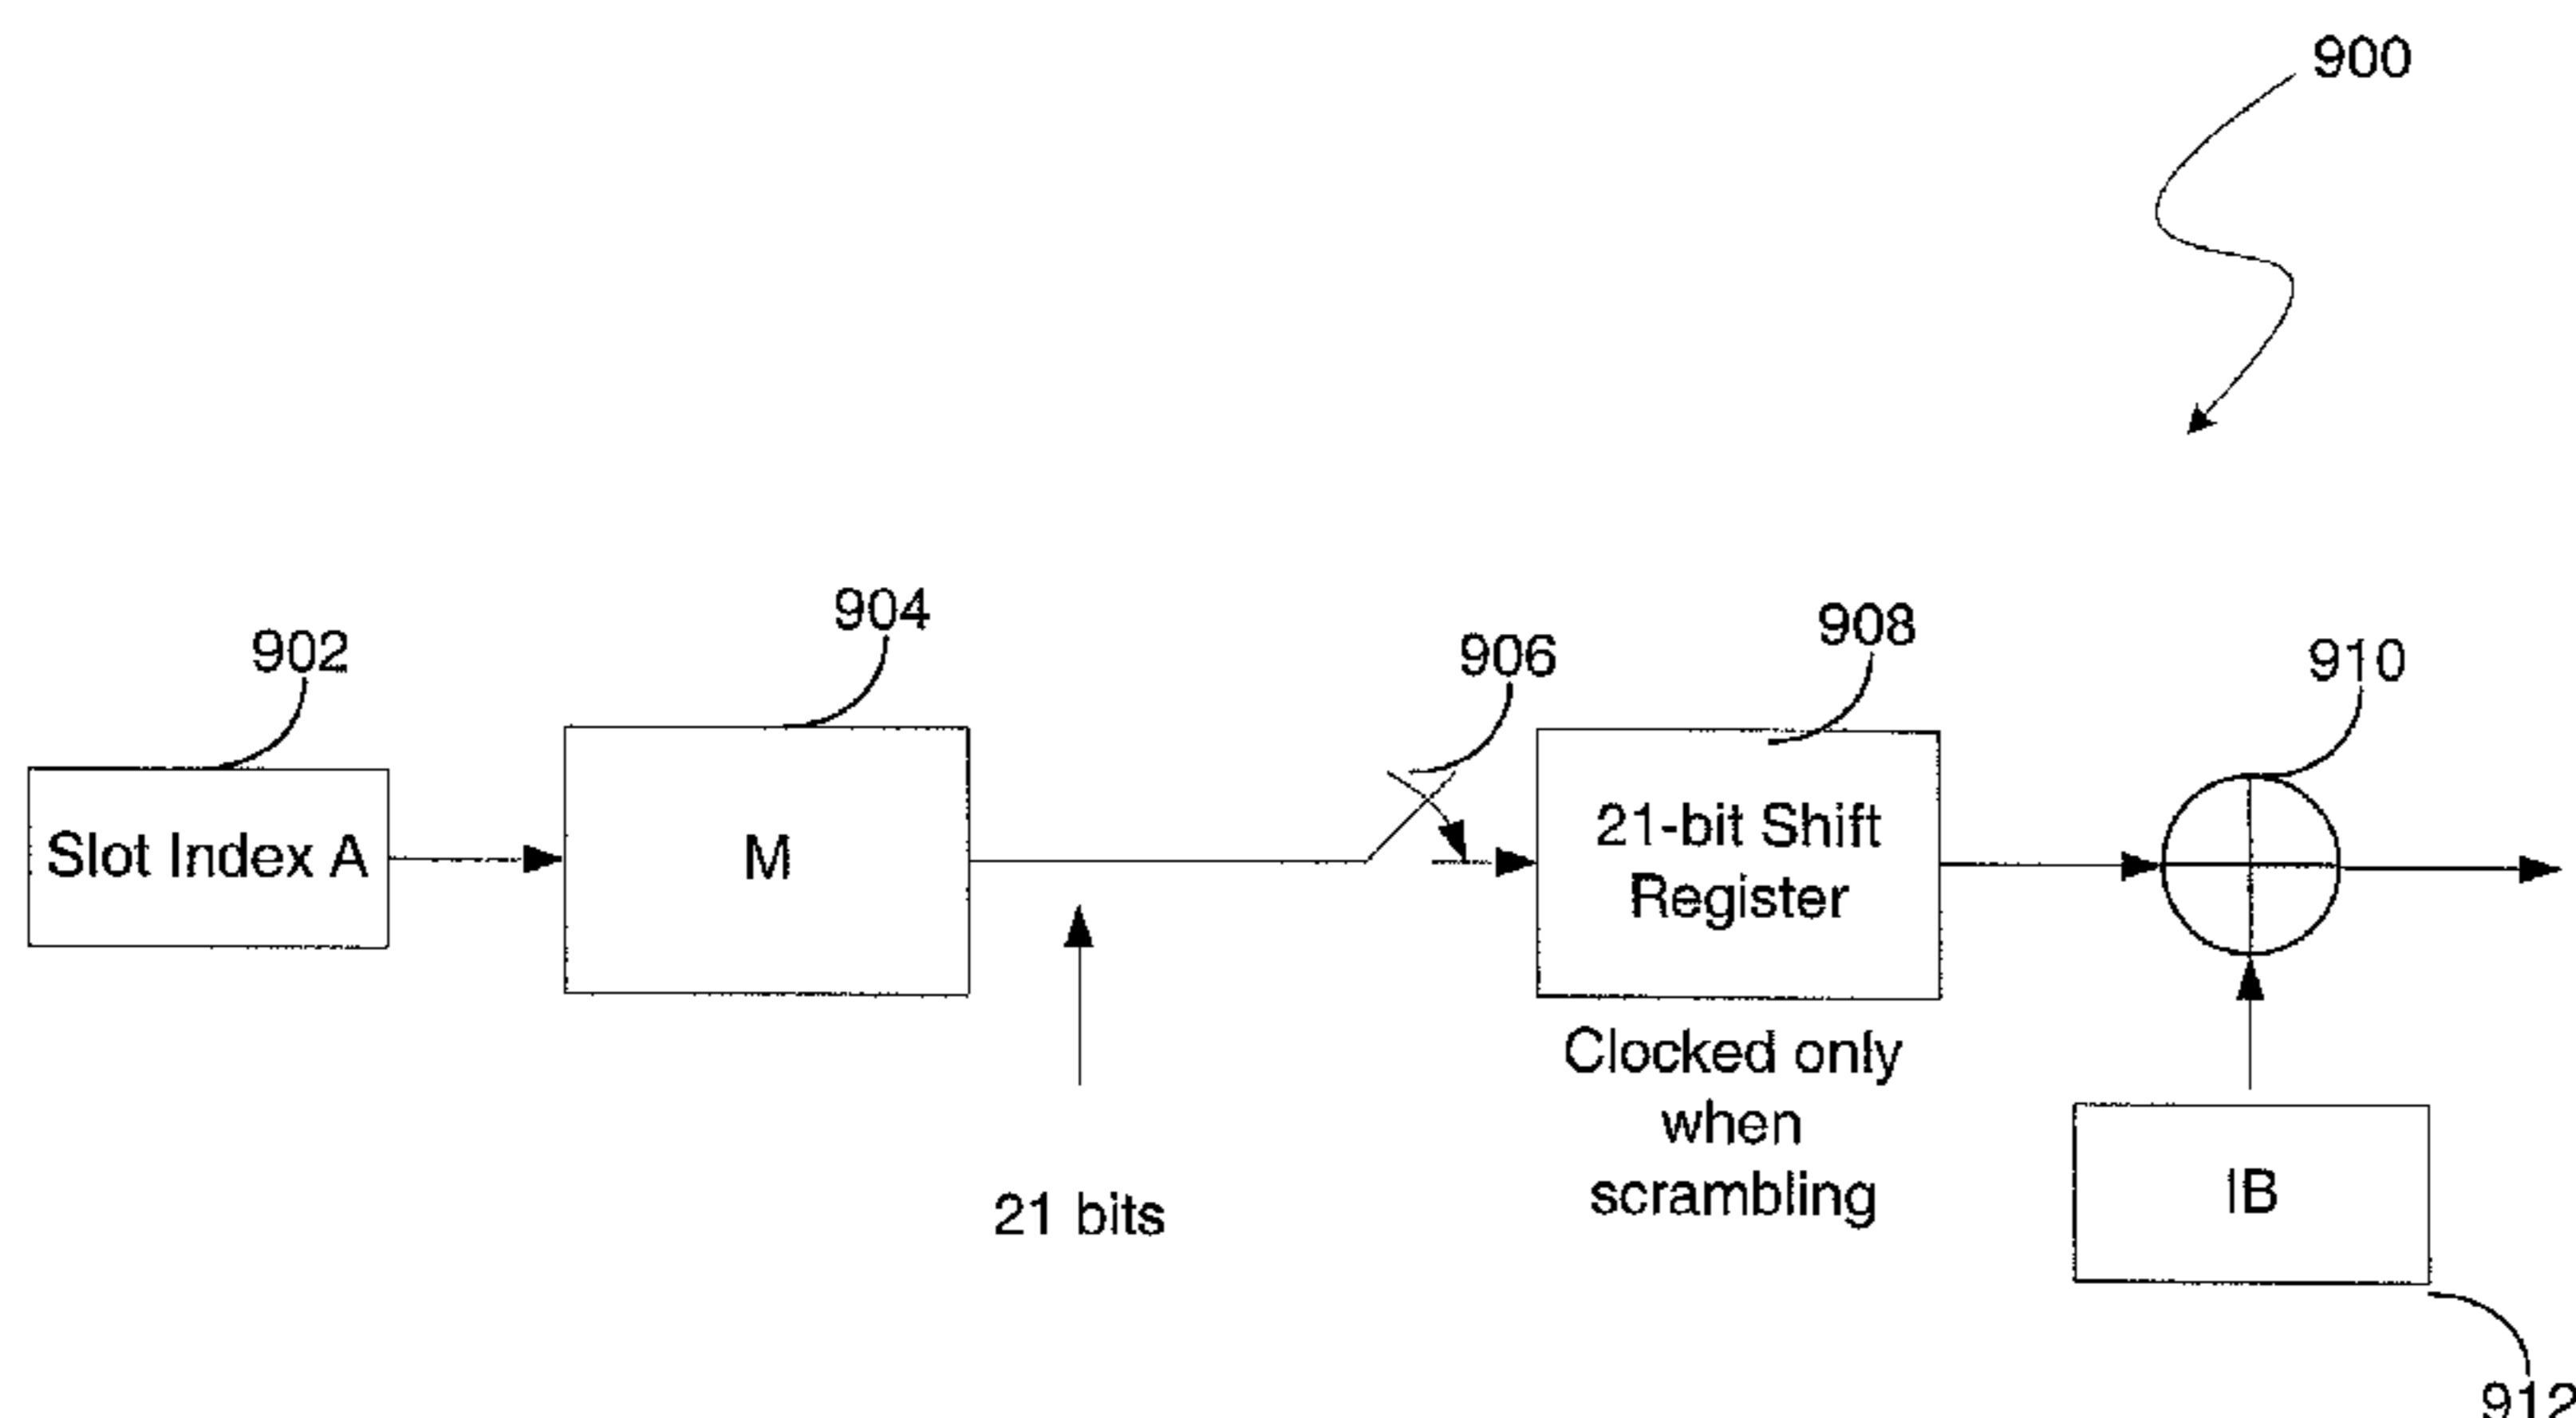 900
904
908
902
906
910
Slot Index A
M
21-bit Shift
Register
Clocked only
when
scrambling
21 bits
IB
912